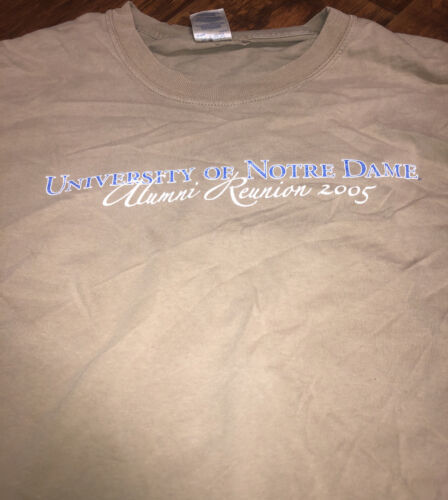 University of Notre Dame
Alumni Reunion 2005